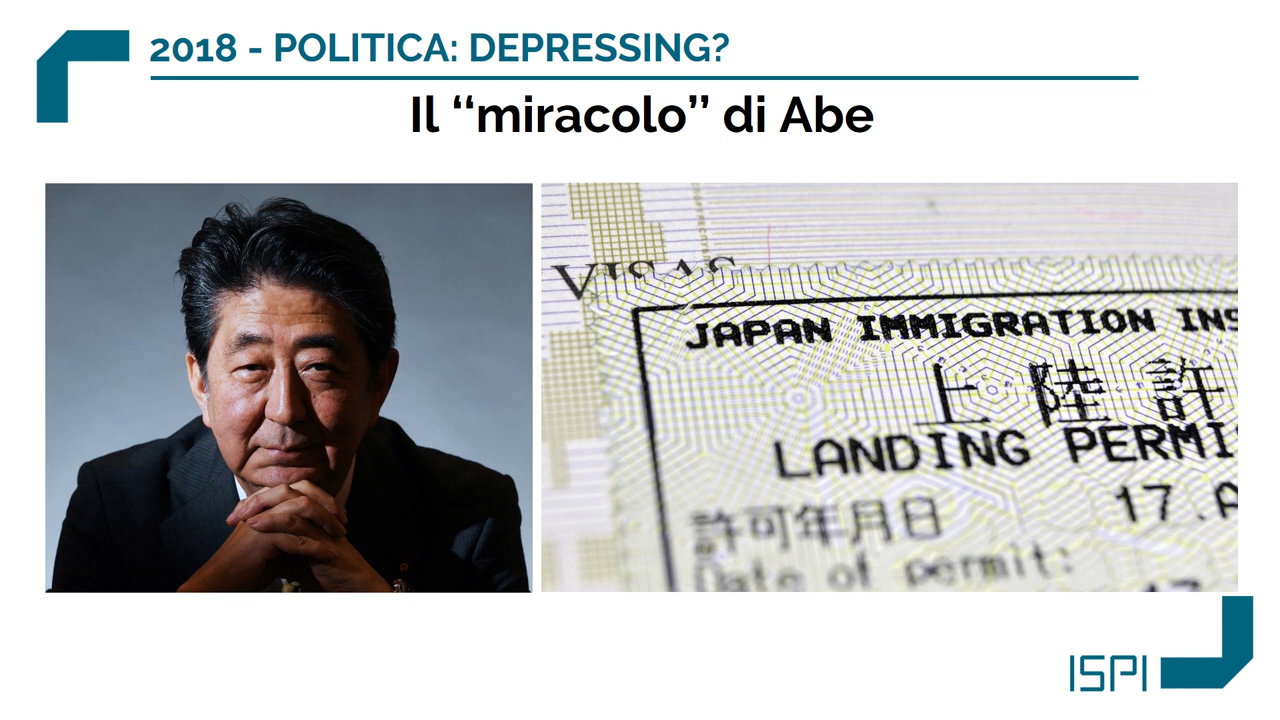 2018 - POLITICA: DEPRESSING?
Il “miracolo” di Abe
VISAS
JAPAN IMMIGRATION INS
上陸許
LANDING PERMI
許可年月日
17.A
Date of permit:
ISPI